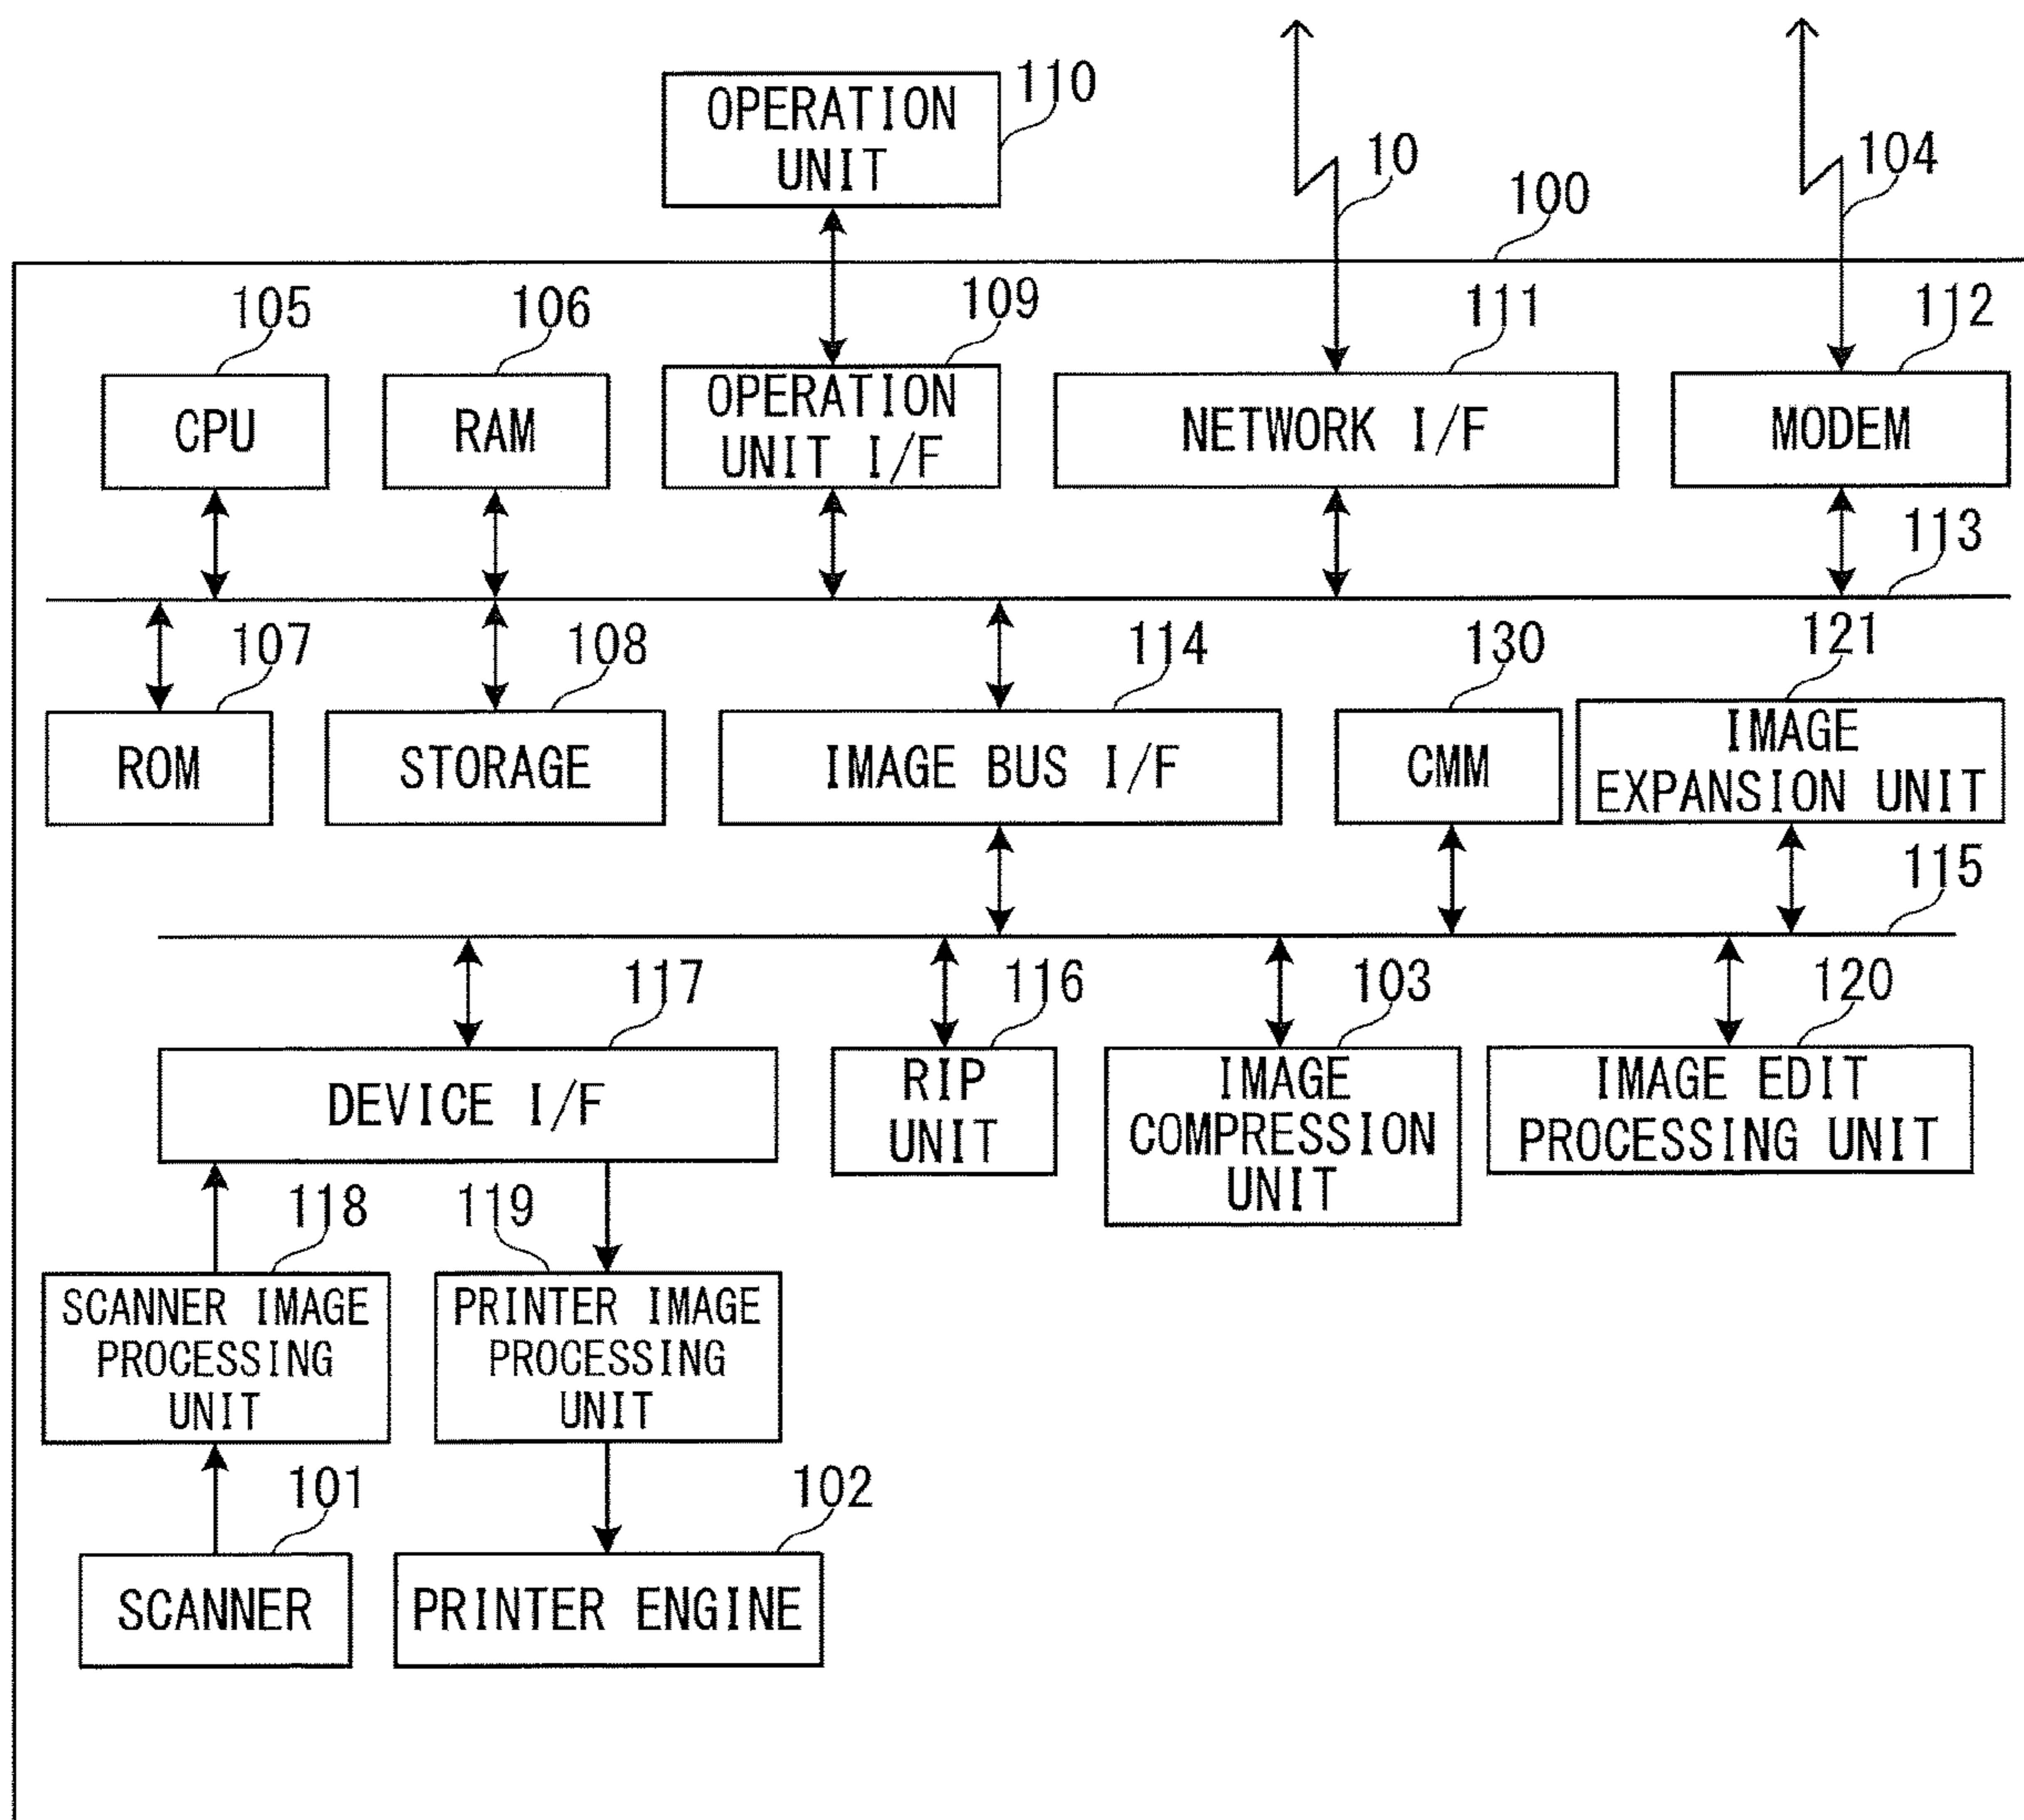 110
OPERATION
UNIT
10
104
100
105
106
109
111
112
CPU
RAM
OPERATION
UNIT I/F
NETWORK I/F
MODEM
113
107
108
114
130
121
ROM
STORAGE
IMAGE BUS I/F
CMM
IMAGE
EXPANSION UNIT
115
117
116
103
120
DEVICE I/F
RIP
UNIT
IMAGE
COMPRESSION
UNIT
IMAGE EDIT
PROCESSING UNIT
118
119
SCANNER IMAGE
PROCESSING
UNIT
PRINTER IMAGE
PROCESSING
UNIT
101
102
SCANNER
PRINTER ENGINE